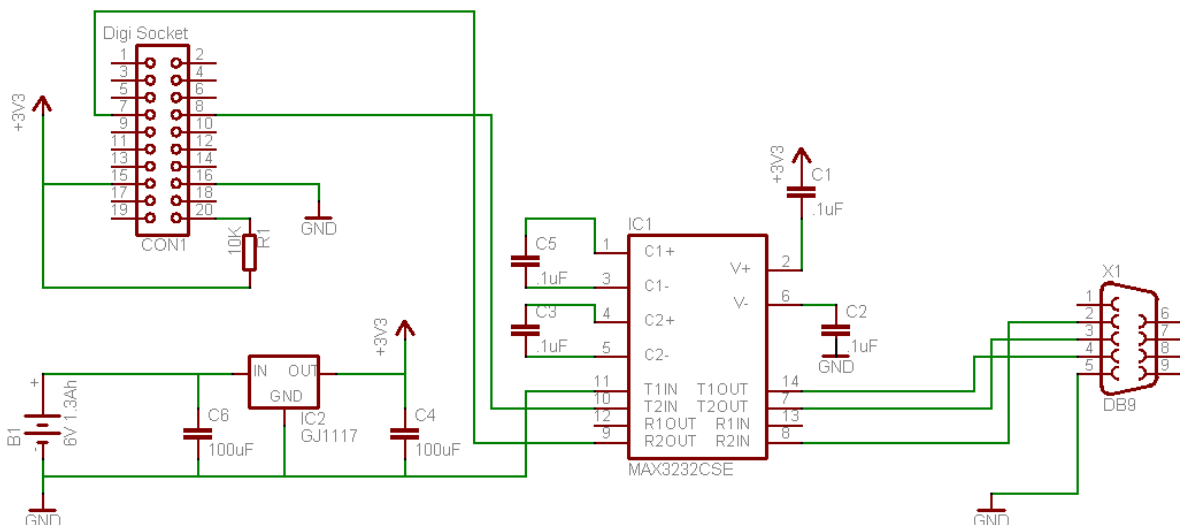 Digi Socket
1 2
3 4
5 6
7 8
9 10
11 12
13 14
15 16
17 18
19 20
CON1
+3V3
GND
10K
R1
+3V3
C1
.1uF
IC1
C5
.1uF
C3
.1uF
1 C1+
3 C1-
4 C2+
5 C2-
11 T1IN
10 T2IN
12 R1OUT
9 R2OUT
V+ 2
V- 6
T1OUT 14
T2OUT 7
R1IN 13
R2IN 8
MAX3232CSE
C2
.1uF
GND
X1
1
2
3
4
5
6
7
8
9
DB9
GND
+3V3
+
-
B1
6V 1.3Ah
C6
100uF
IN OUT
GND
IC2
GJ1117
C4
100uF
GND